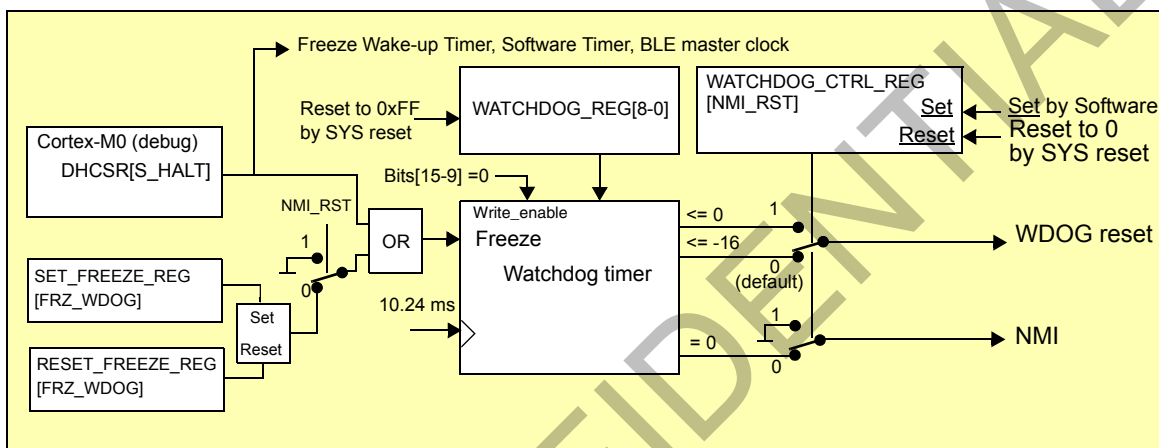 Freeze Wake-up Timer, Software Timer, BLE master clock
Reset to 0xFF
by SYS reset
WATCHDOG_REG[8-0]
WATCHDOG_CTRL_REG
[NMI_RST]
Set
Reset
Set by Software
Reset to 0
by SYS reset
Cortex-M0 (debug)
DHCSR[S_HALT]
Bits[15-9] =0
NMI_RST
1
0
OR
Write_enable
Freeze
Watchdog timer
<= 0
<= -16
1
0
(default)
WDOG reset
SET_FREEZE_REG
[FRZ_WDOG]
Set
Reset
10.24 ms
RESET_FREEZE_REG
[FRZ_WDOG]
= 0
1
0
NMI
FIDENTIAL